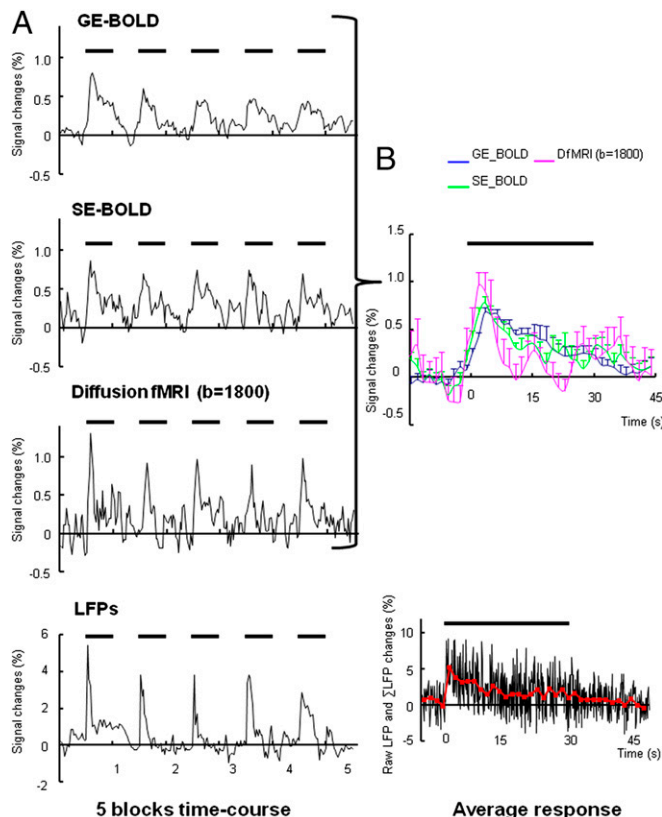 A
GE-BOLD
Signal changes (%)
1.0
0.5
0
-0.5
SE-BOLD
Signal changes (%)
1.0
0.5
0
-0.5
Diffusion fMRI (b=1800)
Signal changes (%)
1.0
0.5
0
-0.5
LFPs
Signal changes (%)
6
4
2
0
-2
1 2 3 4 5
5 blocks time-course
B
GE_BOLD DfMRI (b=1800)
SE_BOLD
Signal changes (%)
1.5
1.0
0.5
0
-0.5
0 15 30 45
Time (s)
Raw LFP and ∑LFP changes (%)
10
5
0
-5
0 15 30 45
Time (s)
Average response